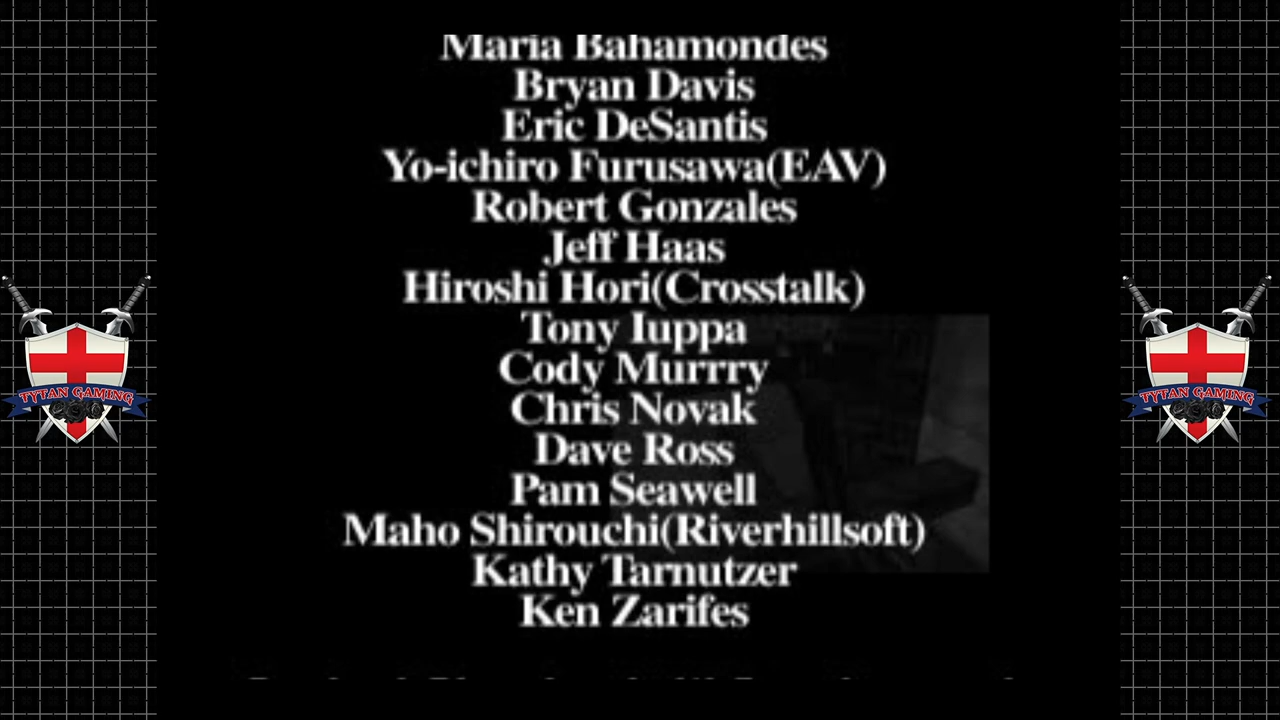 Maria Bahamondes
Bryan Davis
Eric DeSantis
Yo-ichiro Furusawa(EAV)
Robert Gonzales
Jeff Haas
Hiroshi Hori(Crosstalk)
Tony Iuppa
Cody Murrry
Chris Novak
Dave Ross
Pam Seawell
Maho Shirouchi(Riverhillsoft)
Kathy Tarnutzer
Ken Zarifes
TYTAN GAMING
TYTAN GAMING